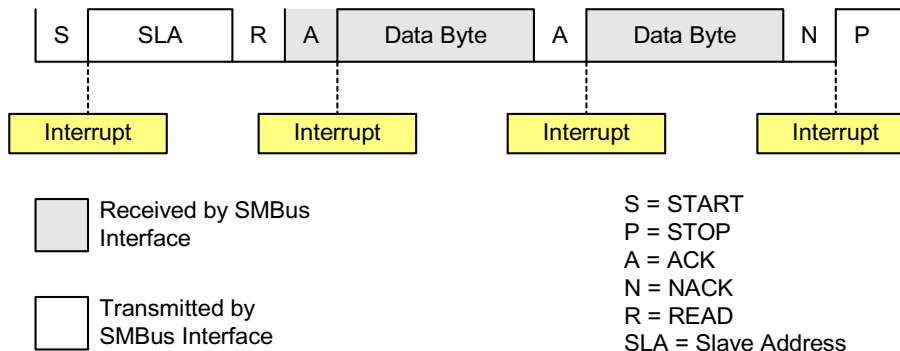 S SLA R A Data Byte A Data Byte N P
Interrupt Interrupt Interrupt Interrupt
Received by SMBus
Interface
Transmitted by
SMBus Interface
S = START
P = STOP
A = ACK
N = NACK
R = READ
SLA = Slave Address